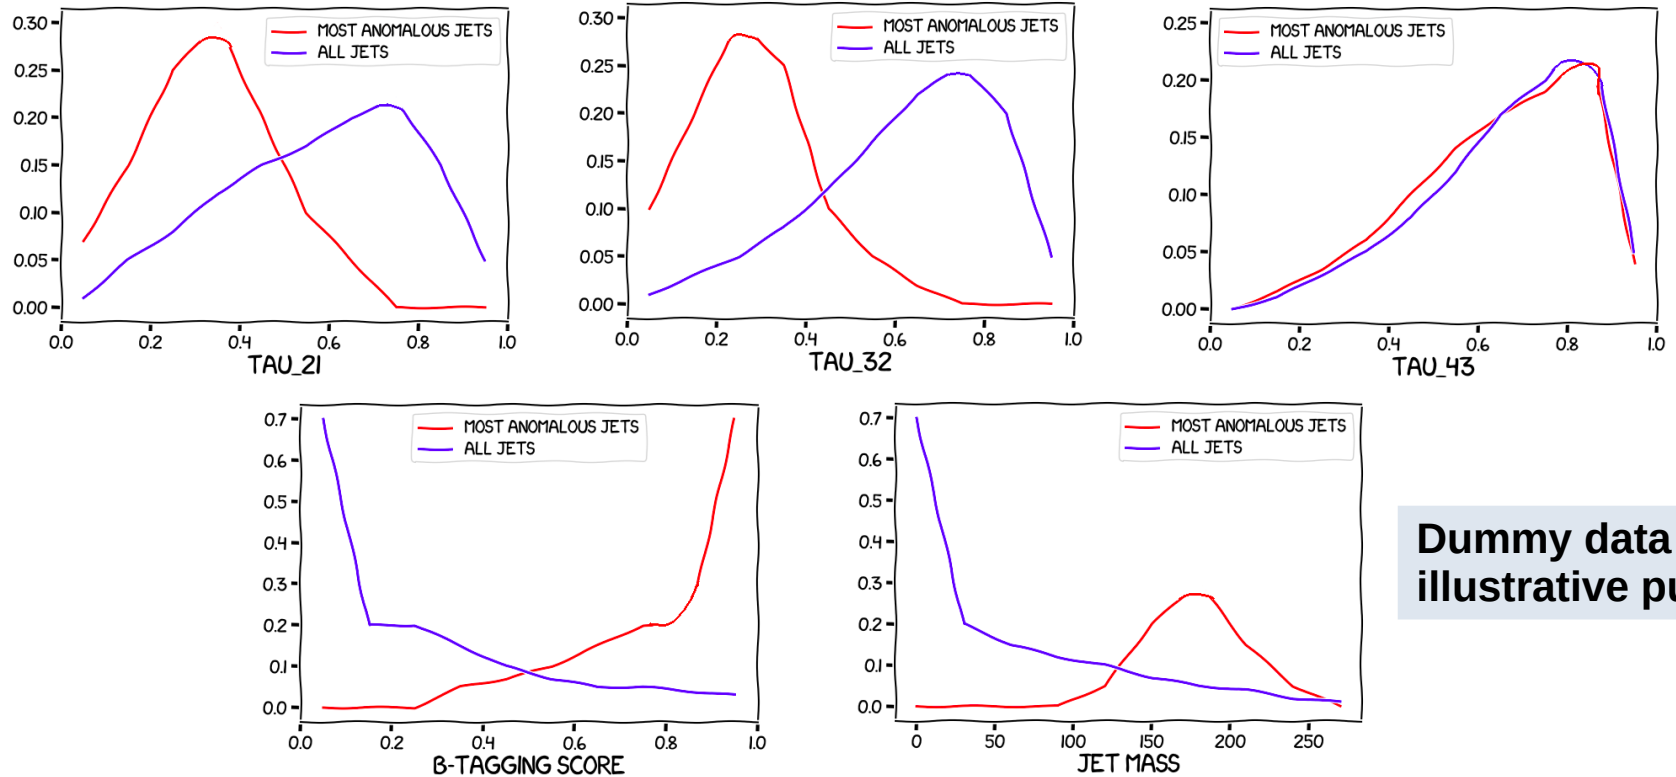 0.30
0.25
0.20
0.15
0.10
0.05
0.00
MOST ANOMALOUS JETS
ALL JETS
0.0 0.2 0.4 0.6 0.8 1.0
TAU_21
0.30
0.25
0.20
0.15
0.10
0.05
0.00
MOST ANOMALOUS JETS
ALL JETS
0.0 0.2 0.4 0.6 0.8 1.0
TAU_32
0.25
0.20
0.15
0.10
0.05
0.00
MOST ANOMALOUS JETS
ALL JETS
0.0 0.2 0.4 0.6 0.8 1.0
TAU_43
0.7
0.6
0.5
0.4
0.3
0.2
0.1
0.0
MOST ANOMALOUS JETS
ALL JETS
0.0 0.2 0.4 0.6 0.8 1.0
B-TAGGING SCORE
0.7
0.6
0.5
0.4
0.3
0.2
0.1
0.0
MOST ANOMALOUS JETS
ALL JETS
0 50 100 150 200 250
JET MASS
Dummy data
illustrative